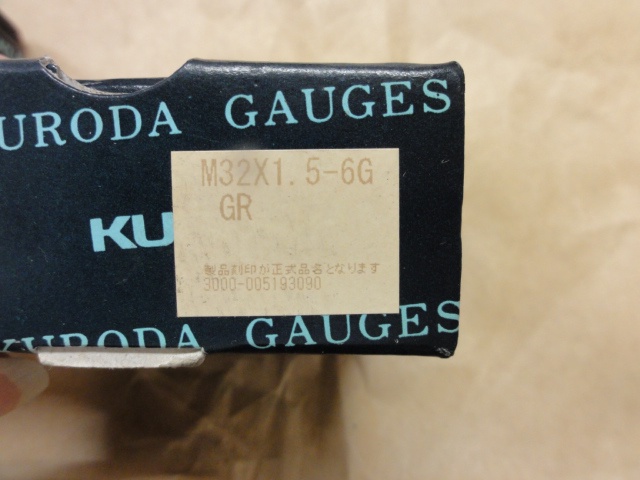 KURODA GAUGES
M32X1.5-6G
GR
KU
製品刻印が正式品名となります
3000-005193090
KURODA GAUGES